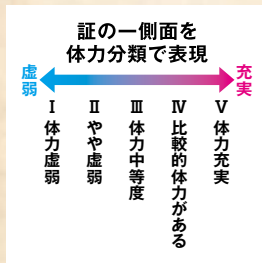 証の一側面を
体力分類で表現
虚弱
充実
Ⅰ 体力虚弱
Ⅱ やや虚弱
Ⅲ 体力中等度
Ⅳ 比較的体力がある
Ⅴ 体力充実